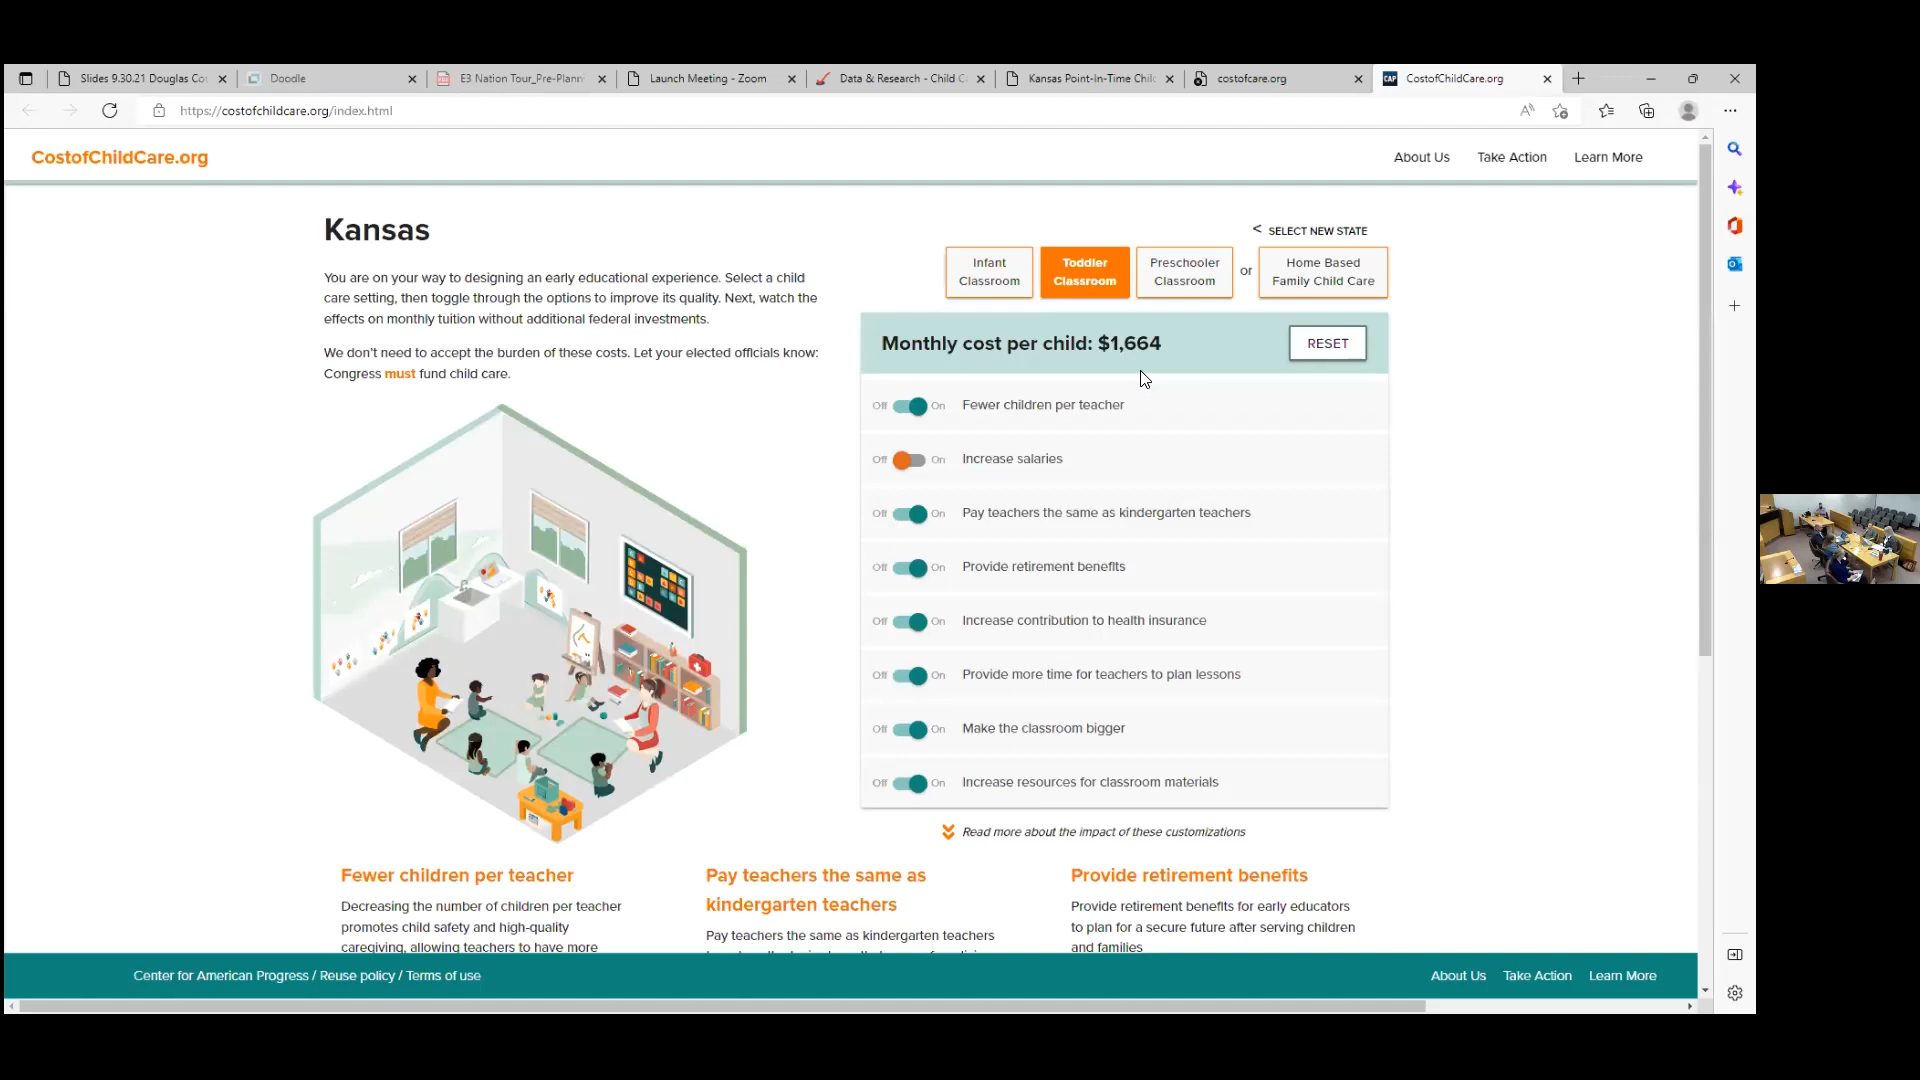 Slides 9.30.21 Douglas Co
Doodle
E3 Nation Tour_Pre-Plann
Launch Meeting - Zoom
Data & Research - Child C
Kansas Point-In-Time Chil
costofcare.org
CAP
CostofChildCare.org
https://costofchildcare.org/index.html
CostofChildCare.org
About Us
Take Action
Learn More
Kansas
< SELECT NEW STATE
You are on your way to designing an early educational experience. Select a child
care setting, then toggle through the options to improve its quality. Next, watch the
effects on monthly tuition without additional federal investments.
We don't need to accept the burden of these costs. Let your elected officials know:
Congress must fund child care.
Infant
Classroom
Toddler
Classroom
Preschooler
Classroom
or
Home Based
Family Child Care
Monthly cost per child: $1,664
RESET
Off On Fewer children per teacher
Off On Increase salaries
Off On Pay teachers the same as kindergarten teachers
Off On Provide retirement benefits
Off On Increase contribution to health insurance
Off On Provide more time for teachers to plan lessons
Off On Make the classroom bigger
Off On Increase resources for classroom materials
Read more about the impact of these customizations
Fewer children per teacher
Decreasing the number of children per teacher
promotes child safety and high-quality
caregiving, allowing teachers to have more
Pay teachers the same as
kindergarten teachers
Pay teachers the same as kindergarten teachers
Provide retirement benefits
Provide retirement benefits for early educators
to plan for a secure future after serving children
and families
Center for American Progress / Reuse policy / Terms of use
About Us
Take Action
Learn More